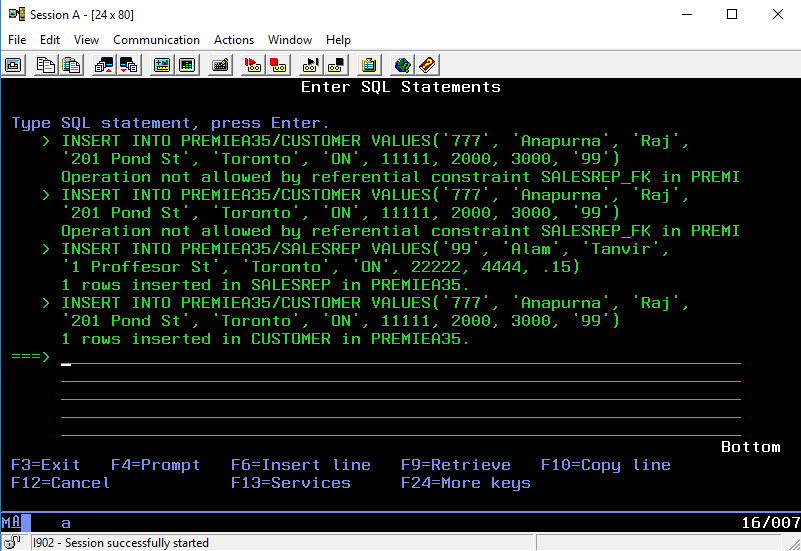 Session A - [24 x 80]
File Edit View Communication Actions Window Help
Enter SQL Statements
Type SQL statement, press Enter.
> INSERT INTO PREMIEA35/CUSTOMER VALUES('777', 'Anapurna', 'Raj',
'201 Pond St', 'Toronto', 'ON', 11111, 2000, 3000, '99')
Operation not allowed by referential constraint SALESREP_FK in PREMI
> INSERT INTO PREMIEA35/CUSTOMER VALUES('777', 'Anapurna', 'Raj',
'201 Pond St', 'Toronto', 'ON', 11111, 2000, 3000, '99')
Operation not allowed by referential constraint SALESREP_FK in PREMI
> INSERT INTO PREMIEA35/SALESREP VALUES('99', 'Alam', 'Tanvir',
'1 Proffesor St', 'Toronto', 'ON', 22222, 4444, .15)
1 rows inserted in SALESREP in PREMIEA35.
> INSERT INTO PREMIEA35/CUSTOMER VALUES('777', 'Anapurna', 'Raj',
'201 Pond St', 'Toronto', 'ON', 11111, 2000, 3000, '99')
1 rows inserted in CUSTOMER in PREMIEA35.
===>
Bottom
F3=Exit F4=Prompt F6=Insert line F9=Retrieve F10=Copy line
F12=Cancel F13=Services F24=More keys
MA a 16/007
I902 - Session successfully started